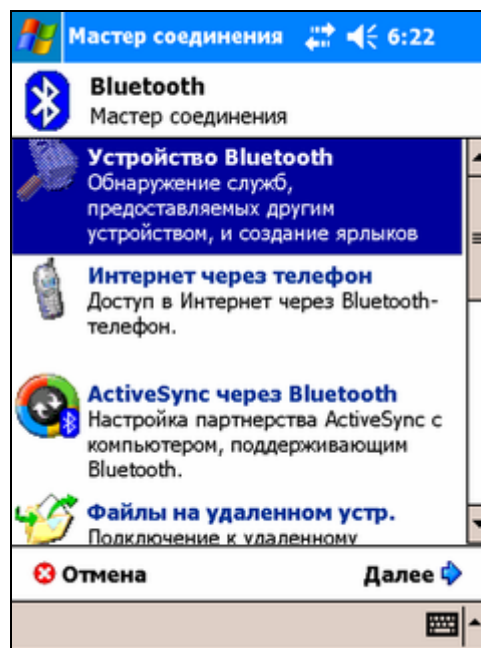 Мастер соединения 6:22
Bluetooth
Мастер соединения
Устройство Bluetooth
Обнаружение служб,
предоставляемых другим
устройством, и создание ярлыков
Интернет через телефон
Доступ в Интернет через Bluetooth-
телефон.
ActiveSync через Bluetooth
Настройка партнерства ActiveSync с
компьютером, поддерживающим
Bluetooth.
Файлы на удаленном устр.
Подключение к удаленному
Отмена Далее